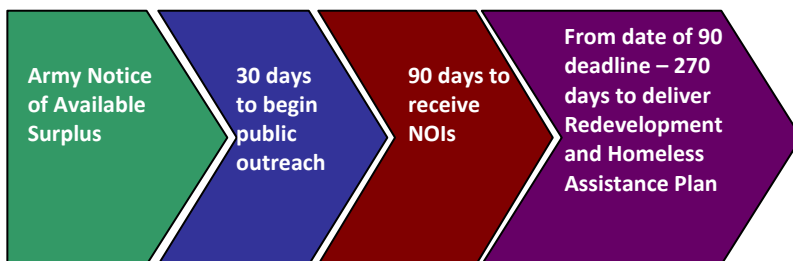 Army Notice
of Available
Surplus
30 days
to begin
public
outreach
90 days to
receive
NOIs
From date of 90
deadline – 270
days to deliver
Redevelopment
and Homeless
Assistance Plan